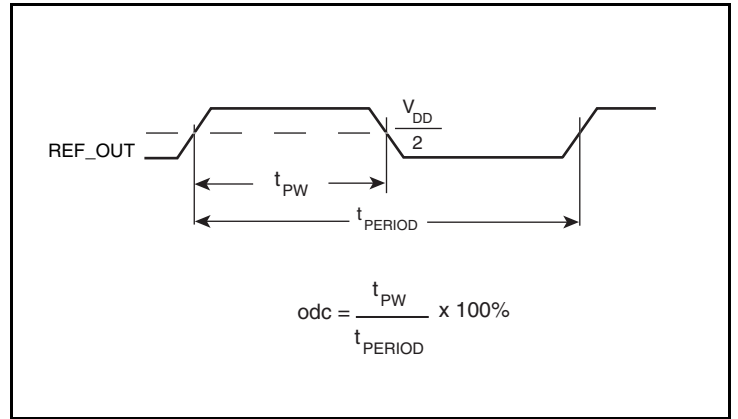 V_DD
2
REF_OUT
t_PW
t_PERIOD
odc = t_PW / t_PERIOD x 100%